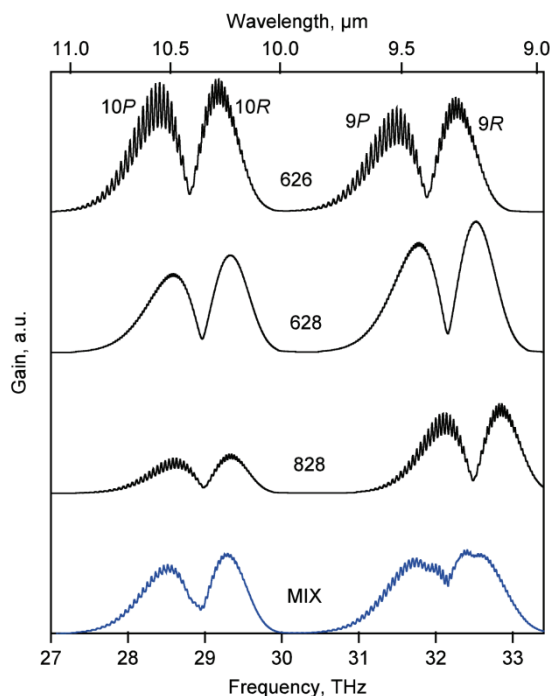 Wavelength, μm
11.0 10.5 10.0 9.5 9.0
10P 10R 9P 9R
626
628
828
MIX
Gain, a.u.
27 28 29 30 31 32 33
Frequency, THz